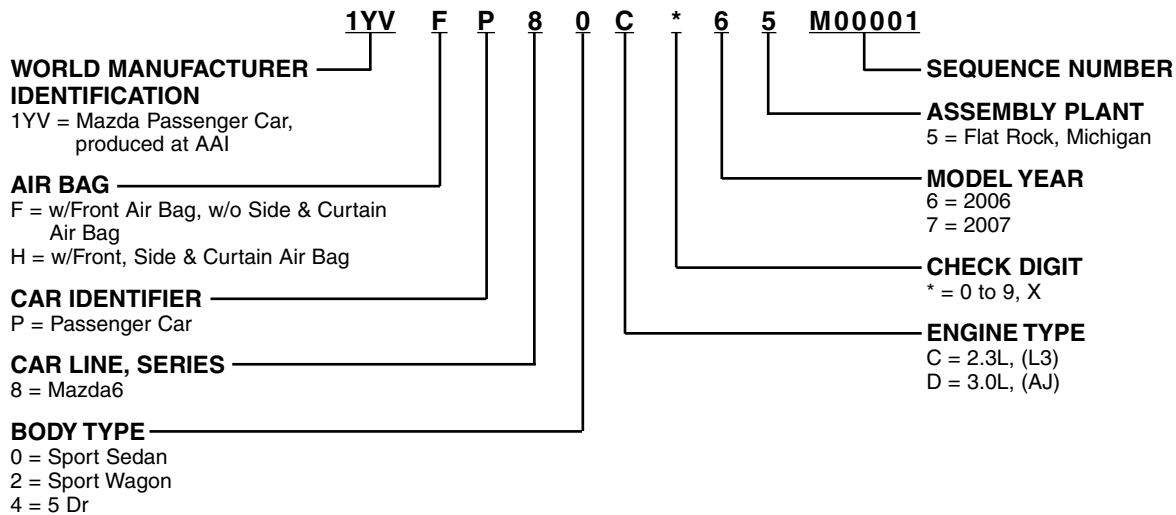 1YV F P 8 0 C * 6 5 M00001
WORLD MANUFACTURER
IDENTIFICATION
1YV = Mazda Passenger Car,
produced at AAI
AIR BAG
F = w/Front Air Bag, w/o Side & Curtain
Air Bag
H = w/Front, Side & Curtain Air Bag
CAR IDENTIFIER
P = Passenger Car
CAR LINE, SERIES
8 = Mazda6
BODY TYPE
0 = Sport Sedan
2 = Sport Wagon
4 = 5 Dr
SEQUENCE NUMBER
ASSEMBLY PLANT
5 = Flat Rock, Michigan
MODEL YEAR
6 = 2006
7 = 2007
CHECK DIGIT
* = 0 to 9, X
ENGINE TYPE
C = 2.3L, (L3)
D = 3.0L, (AJ)